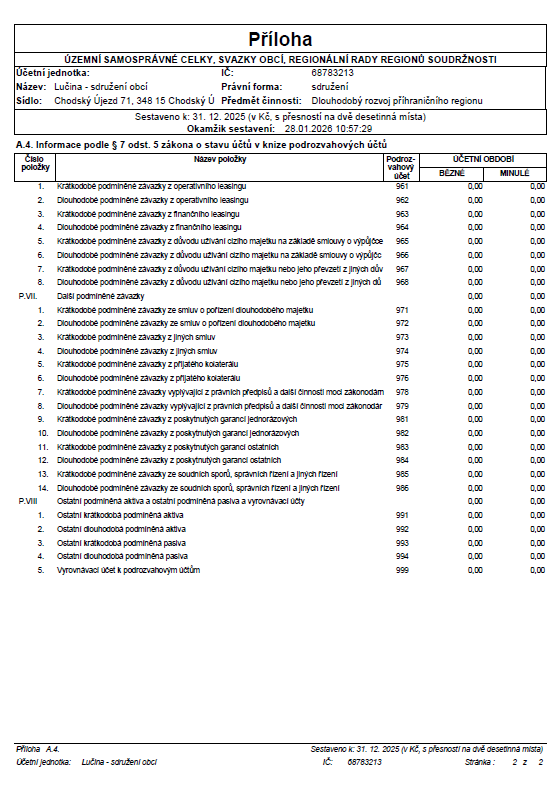 Příloha
ÚZEMNÍ SAMOSPRÁVNÉ CELKY, SVAZKY OBCÍ, REGIONÁLNÍ RADY REGIONŮ SOUDRŽNOSTI
Účetní jednotka: IČ: 68783213
Název: Lučina - sdružení obcí Právní forma: sdružení
Sídlo: Chodský Újezd 71, 348 15 Chodský Ú Předmět činnosti: Dlouhodobý rozvoj příhraničního regionu
Sestaveno k: 31. 12. 2025 (v Kč, s přesností na dvě desetinná místa)
Okamžik sestavení: 28.01.2026 10:57:29
A.4. Informace podle § 7 odst. 5 zákona o stavu účtů v knize podrozvahových účtů
Číslo položky Název položky Podroz-vahový účet ÚČETNÍ OBDOBÍ
BĚŽNÉ MINULÉ
1. Krátkodobé podmíněné závazky z operativního leasingu 961 0,00 0,00
2. Dlouhodobé podmíněné závazky z operativního leasingu 962 0,00 0,00
3. Krátkodobé podmíněné závazky z finančního leasingu 963 0,00 0,00
4. Dlouhodobé podmíněné závazky z finančního leasingu 964 0,00 0,00
5. Krátkodobé podmíněné závazky z důvodu užívání cizího majetku na základě smlouvy o výpůjčce 965 0,00 0,00
6. Dlouhodobé podmíněné závazky z důvodu užívání cizího majetku na základě smlouvy o výpůjčc 966 0,00 0,00
7. Krátkodobé podmíněné závazky z důvodu užívání cizího majetku nebo jeho převzetí z jiných dův 967 0,00 0,00
8. Dlouhodobé podmíněné závazky z důvodu užívání cizího majetku nebo jeho převzetí z jiných dů 968 0,00 0,00
P.VII. Další podmíněné závazky 0,00 0,00
1. Krátkodobé podmíněné závazky ze smluv o pořízení dlouhodobého majetku 971 0,00 0,00
2. Dlouhodobé podmíněné závazky ze smluv o pořízení dlouhodobého majetku 972 0,00 0,00
3. Krátkodobé podmíněné závazky z jiných smluv 973 0,00 0,00
4. Dlouhodobé podmíněné závazky z jiných smluv 974 0,00 0,00
5. Krátkodobé podmíněné závazky z přijatého kolaterálu 975 0,00 0,00
6. Dlouhodobé podmíněné závazky z přijatého kolaterálu 976 0,00 0,00
7. Krátkodobé podmíněné závazky vyplývající z právních předpisů a další činnosti moci zákonodárn 978 0,00 0,00
8. Dlouhodobé podmíněné závazky vyplývající z právních předpisů a další činnosti moci zákonodár 979 0,00 0,00
9. Krátkodobé podmíněné závazky z poskytnutých garancí jednorázových 981 0,00 0,00
10. Dlouhodobé podmíněné závazky z poskytnutých garancí jednorázových 982 0,00 0,00
11. Krátkodobé podmíněné závazky z poskytnutých garancí ostatních 983 0,00 0,00
12. Dlouhodobé podmíněné závazky z poskytnutých garancí ostatních 984 0,00 0,00
13. Krátkodobé podmíněné závazky ze soudních sporů, správních řízení a jiných řízení 985 0,00 0,00
14. Dlouhodobé podmíněné závazky ze soudních sporů, správních řízení a jiných řízení 986 0,00 0,00
P.VIII Ostatní podmíněná aktiva a ostatní podmíněná pasiva a vyrovnávací účty 0,00 0,00
1. Ostatní krátkodobá podmíněná aktiva 991 0,00 0,00
2. Ostatní dlouhodobá podmíněná aktiva 992 0,00 0,00
3. Ostatní krátkodobá podmíněná pasiva 993 0,00 0,00
4. Ostatní dlouhodobá podmíněná pasiva 994 0,00 0,00
5. Vyrovnávací účet k podrozvahovým účtům 999 0,00 0,00
Příloha A.4. Sestaveno k: 31. 12. 2025 (v Kč, s přesností na dvě desetinná místa)
Účetní jednotka: Lučina - sdružení obcí IČ: 68783213 Stránka : 2 z 2